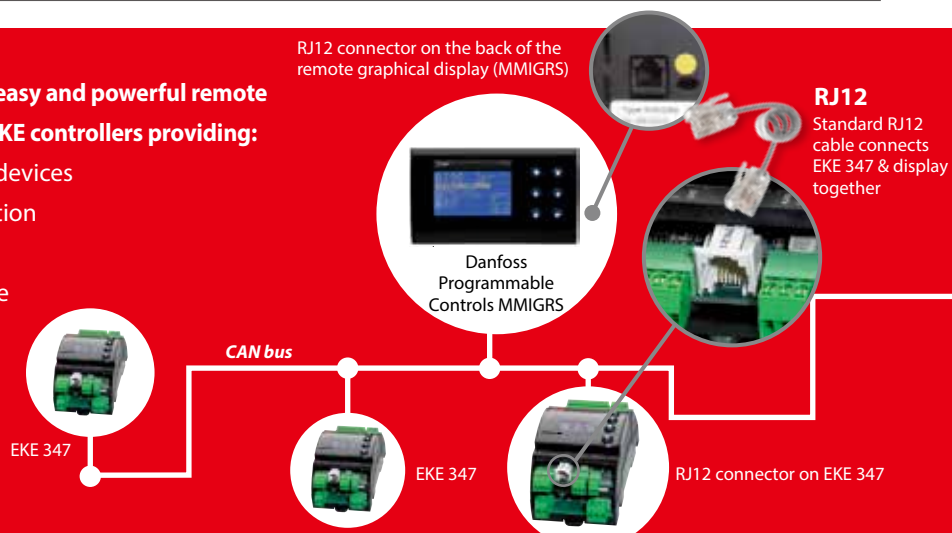 RJ12 connector on the back of the
remote graphical display (MMIGRS)
easy and powerful remote
EKE controllers providing:
devices
tion
e
RJ12
Standard RJ12
cable connects
EKE 347 & display
together
Danfoss
Programmable
Controls MMIGRS
CAN bus
EKE 347
EKE 347
RJ12 connector on EKE 347